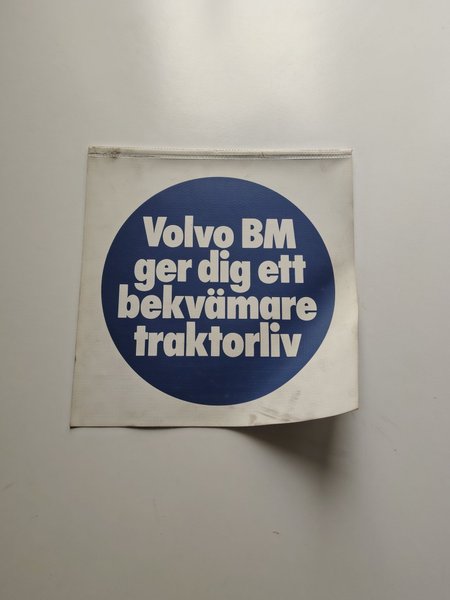 Volvo BM
ger dig ett
bekvämare
traktorliv